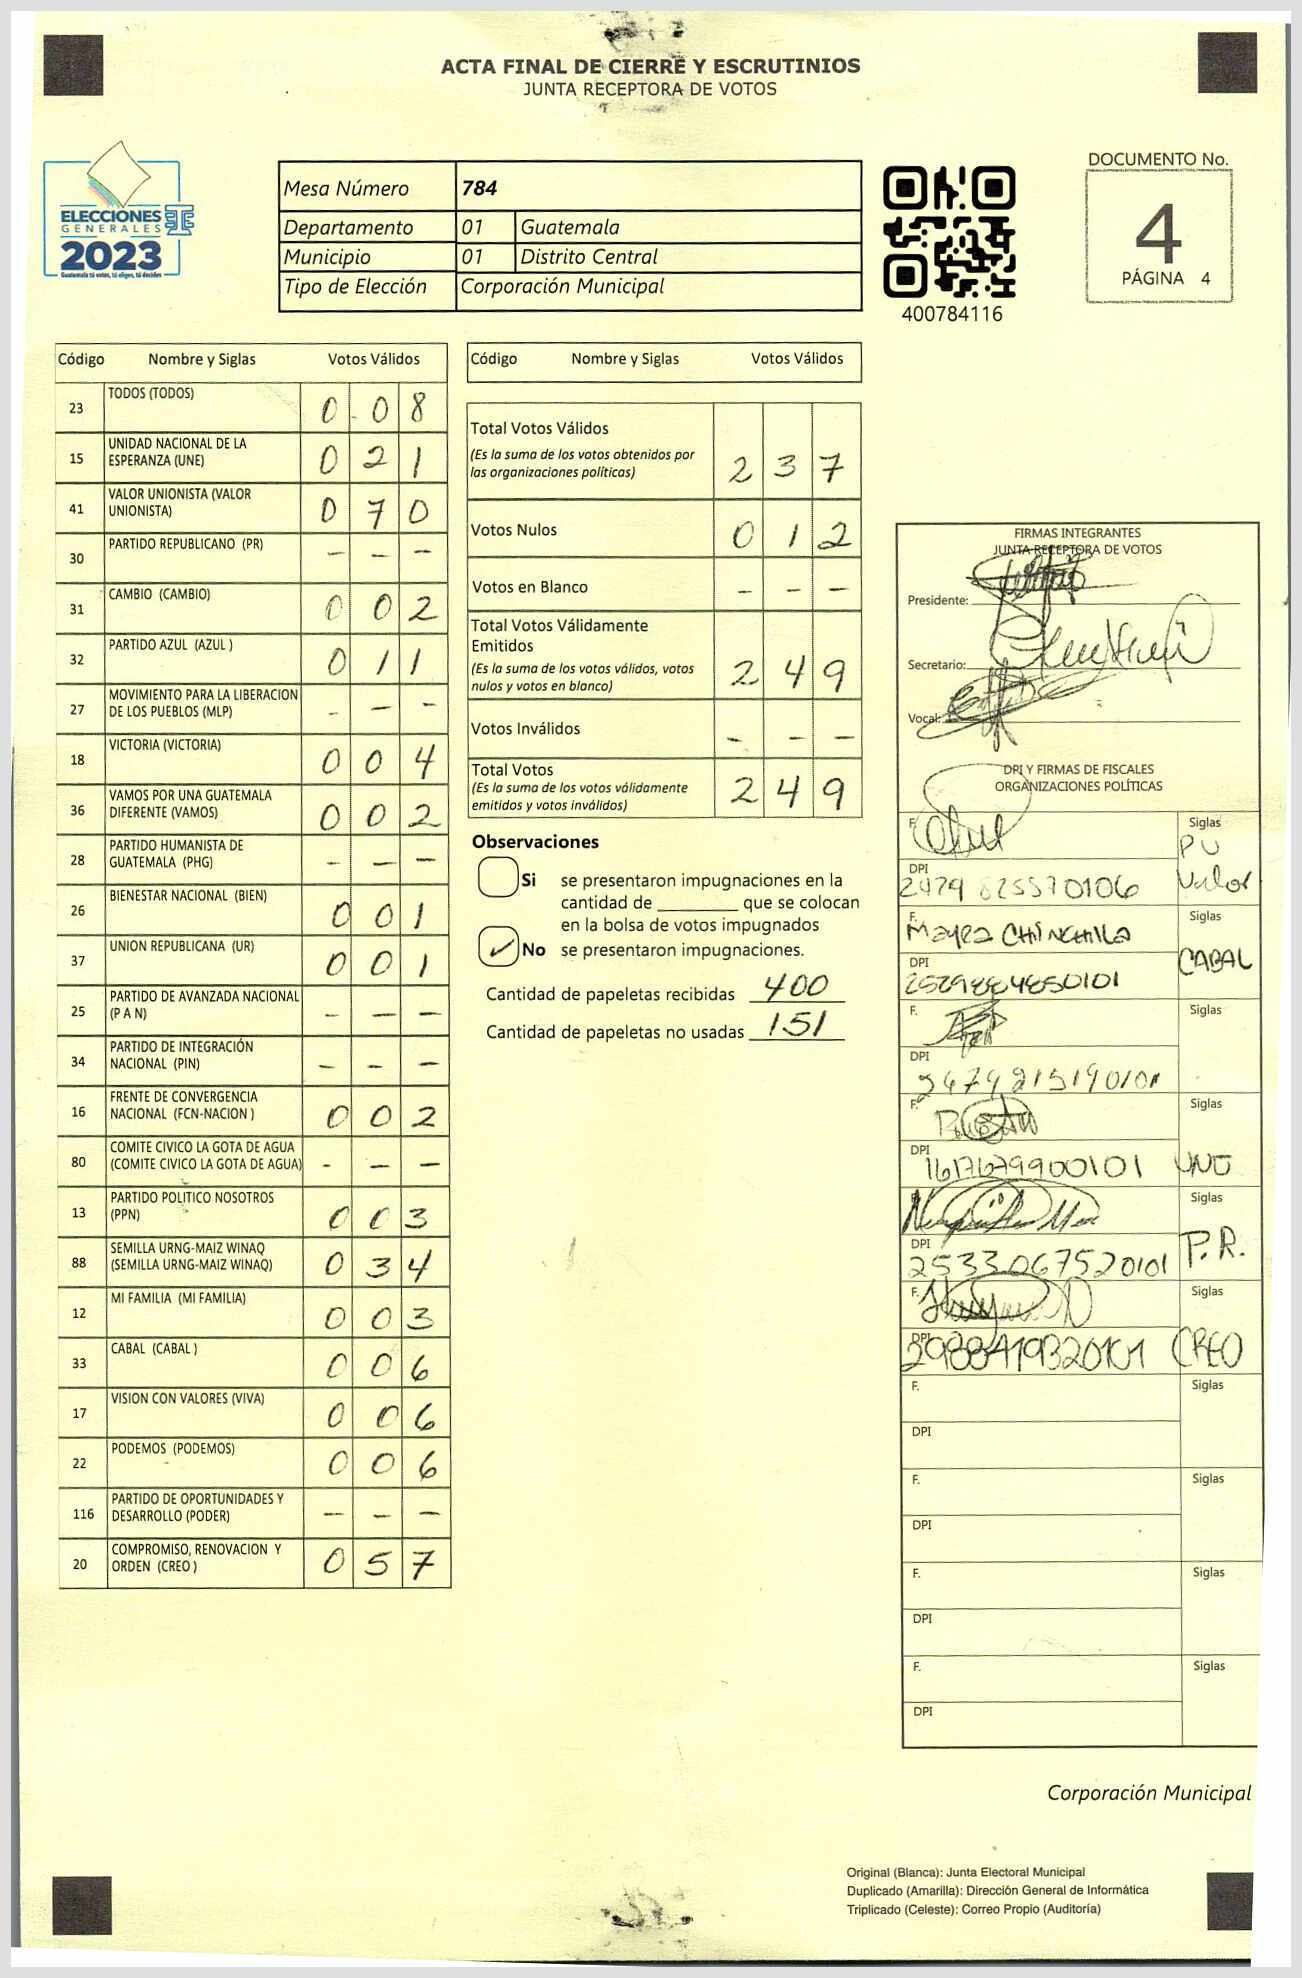 ACTA FINAL DE CIERRE Y ESCRUTINIOS
JUNTA RECEPTORA DE VOTOS
ELECCIONES
GENERALES
2023
Guatemala tú votas, tú eliges, tú decides
Mesa Número 784
Departamento 01 Guatemala
Municipio 01 Distrito Central
Tipo de Elección Corporación Municipal
400784116
DOCUMENTO No.
4
PÁGINA 4
Código Nombre y Siglas Votos Válidos
23 TODOS (TODOS) 0 0 8
15 UNIDAD NACIONAL DE LA ESPERANZA (UNE) 0 2 1
41 VALOR UNIONISTA (VALOR UNIONISTA) 0 7 0
30 PARTIDO REPUBLICANO (PR) - - -
31 CAMBIO (CAMBIO) 0 0 2
32 PARTIDO AZUL (AZUL ) 0 1 1
27 MOVIMIENTO PARA LA LIBERACION DE LOS PUEBLOS (MLP) - - -
18 VICTORIA (VICTORIA) 0 0 4
36 VAMOS POR UNA GUATEMALA DIFERENTE (VAMOS) 0 0 2
28 PARTIDO HUMANISTA DE GUATEMALA (PHG) - - -
26 BIENESTAR NACIONAL (BIEN) 0 0 1
37 UNION REPUBLICANA (UR) 0 0 1
25 PARTIDO DE AVANZADA NACIONAL (P A N) - - -
34 PARTIDO DE INTEGRACIÓN NACIONAL (PIN) - - -
16 FRENTE DE CONVERGENCIA NACIONAL (FCN-NACION ) 0 0 2
80 COMITE CIVICO LA GOTA DE AGUA (COMITE CIVICO LA GOTA DE AGUA) - - -
13 PARTIDO POLITICO NOSOTROS (PPN) 0 0 3
88 SEMILLA URNG-MAIZ WINAQ (SEMILLA URNG-MAIZ WINAQ) 0 3 4
12 MI FAMILIA (MI FAMILIA) 0 0 3
33 CABAL (CABAL ) 0 0 6
17 VISION CON VALORES (VIVA) 0 0 6
22 PODEMOS (PODEMOS) 0 0 6
116 PARTIDO DE OPORTUNIDADES Y DESARROLLO (PODER) - - -
20 COMPROMISO, RENOVACION Y ORDEN (CREO ) 0 5 7
Código Nombre y Siglas Votos Válidos
Total Votos Válidos 2 3 7
(Es la suma de los votos obtenidos por
las organizaciones políticas)
Votos Nulos 0 1 2
Votos en Blanco - - -
Total Votos Válidamente
Emitidos 2 4 9
(Es la suma de los votos válidos, votos
nulos y votos en blanco)
Votos Inválidos - - -
Total Votos 2 4 9
(Es la suma de los votos válidamente
emitidos y votos inválidos)
Observaciones
Si se presentaron impugnaciones en la
cantidad de ________ que se colocan
en la bolsa de votos impugnados
No se presentaron impugnaciones.
Cantidad de papeletas recibidas 400
Cantidad de papeletas no usadas 151
FIRMAS INTEGRANTES
JUNTA RECEPTORA DE VOTOS
Presidente:
Secretario:
Vocal:
DPI Y FIRMAS DE FISCALES
ORGANIZACIONES POLÍTICAS
F. Siglas
PU
Valor
DPI
F. Mayra CHINCHILLA Siglas
CABAL
DPI
F. Siglas
DPI
F. Siglas
DPI 1617679900101
F. Siglas
P.R.
DPI 2533067520101
F. Siglas
CREO
DPI 2988419320101
F. Siglas
DPI
F. Siglas
DPI
F. Siglas
DPI
F. Siglas
DPI
Corporación Municipal
Original (Blanca): Junta Electoral Municipal
Duplicado (Amarilla): Dirección General de Informática
Triplicado (Celeste): Correo Propio (Auditoría)